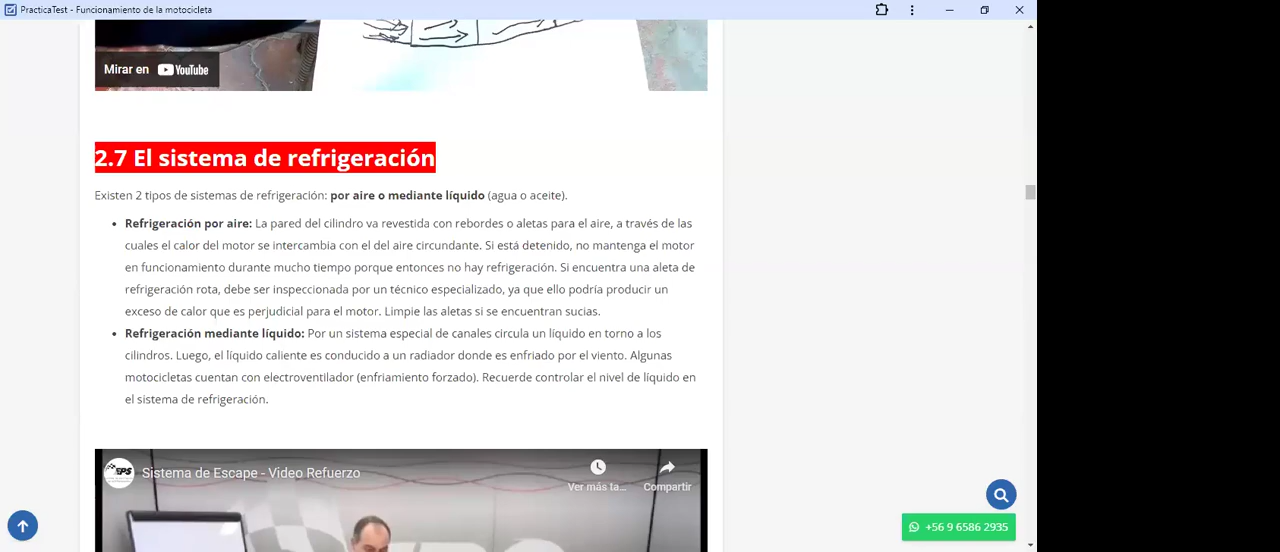 PracticaTest - Funcionamiento de la motocicleta
Mirar en YouTube
2.7 El sistema de refrigeración
Existen 2 tipos de sistemas de refrigeración: por aire o mediante líquido (agua o aceite).
• Refrigeración por aire: La pared del cilindro va revestida con rebordes o aletas para el aire, a través de las
cuales el calor del motor se intercambia con el del aire circundante. Si está detenido, no mantenga el motor
en funcionamiento durante mucho tiempo porque entonces no hay refrigeración. Si encuentra una aleta de
refrigeración rota, debe ser inspeccionada por un técnico especializado, ya que ello podría producir un
exceso de calor que es perjudicial para el motor. Limpie las aletas si se encuentran sucias.
• Refrigeración mediante líquido: Por un sistema especial de canales circula un líquido en torno a los
cilindros. Luego, el líquido caliente es conducido a un radiador donde es enfriado por el viento. Algunas
motocicletas cuentan con electroventilador (enfriamiento forzado). Recuerde controlar el nivel de líquido en
el sistema de refrigeración.
EPS
Sistema de Escape - Video Refuerzo
Ver más ta...
Compartir
+56 9 6586 2935